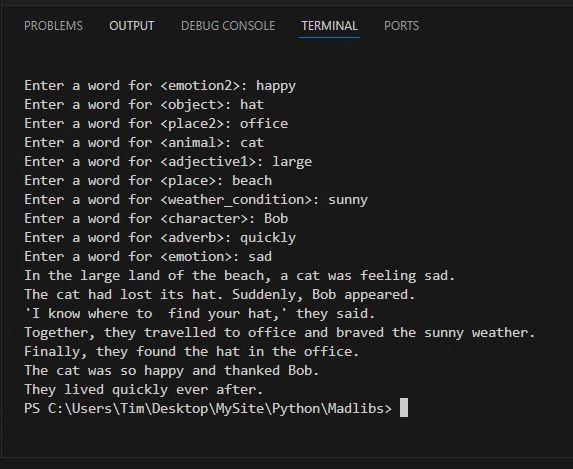 PROBLEMS OUTPUT DEBUG CONSOLE TERMINAL PORTS
Enter a word for <emotion2>: happy
Enter a word for <object>: hat
Enter a word for <place2>: office
Enter a word for <animal>: cat
Enter a word for <adjective1>: large
Enter a word for <place>: beach
Enter a word for <weather_condition>: sunny
Enter a word for <character>: Bob
Enter a word for <adverb>: quickly
Enter a word for <emotion>: sad
In the large land of the beach, a cat was feeling sad.
The cat had lost its hat. Suddenly, Bob appeared.
'I know where to  find your hat,' they said.
Together, they travelled to office and braved the sunny weather.
Finally, they found the hat in the office.
The cat was so happy and thanked Bob.
They lived quickly ever after.
PS C:\Users\Tim\Desktop\MySite\Python\Madlibs>